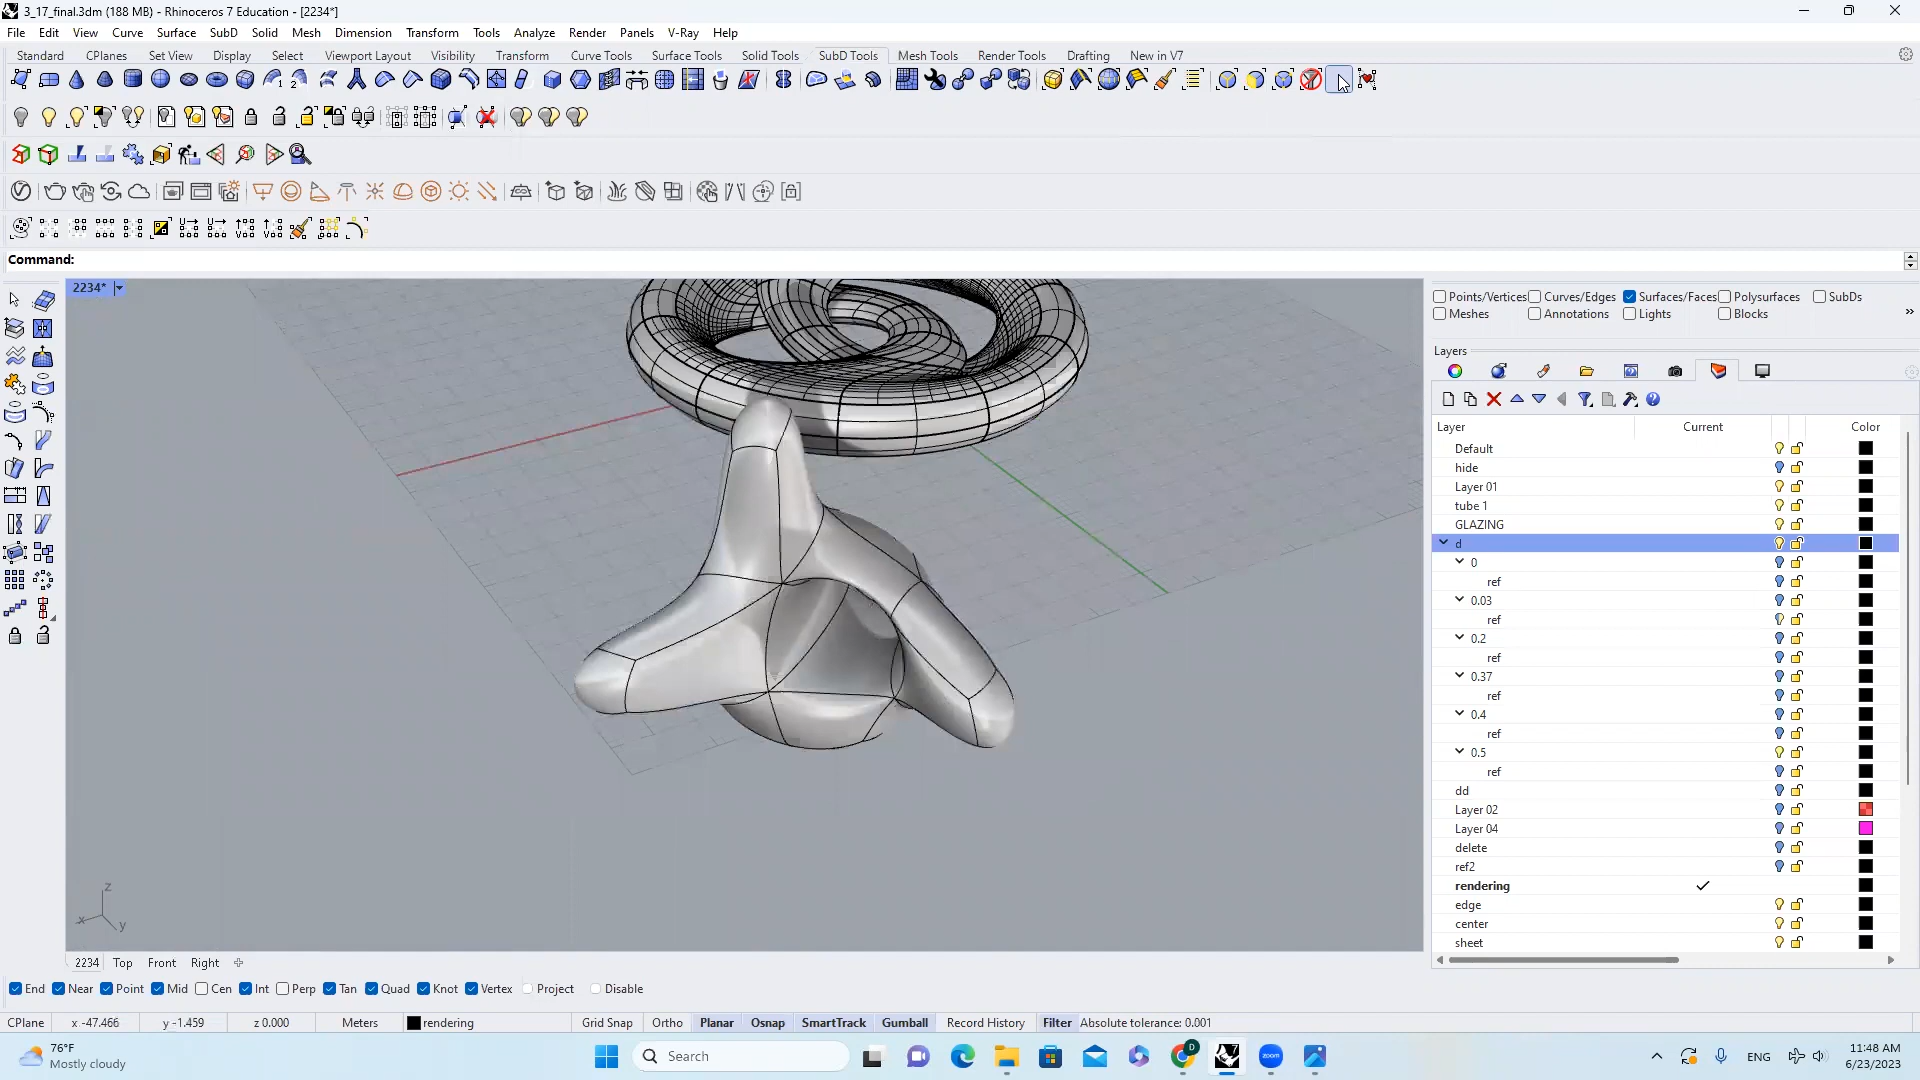 3_17_final.3dm (188 MB) - Rhinoceros 7 Education - [2234*]
File Edit View Curve Surface SubD Solid Mesh Dimension Transform Tools Analyze Render Panels V-Ray Help
Standard CPlanes Set View Display Select Viewport Layout Visibility Transform Curve Tools Surface Tools Solid Tools SubD Tools Mesh Tools Render Tools Drafting New in V7
Command:
2234*
Points/Vertices Curves/Edges Surfaces/Faces Polysurfaces SubDs
Meshes Annotations Lights Blocks
Layers
Layer Current Color
Default
hide
Layer 01
tube 1
GLAZING
d
0
ref
0.03
ref
0.2
ref
0.37
ref
0.4
ref
0.5
ref
dd
Layer 02
Layer 04
delete
ref2
rendering
edge
center
sheet
z
x
y
2234 Top Front Right
End Near Point Mid Cen Int Perp Tan Quad Knot Vertex Project Disable
CPlane x -47.466 y -1.459 z 0.000 Meters rendering Grid Snap Ortho Planar Osnap SmartTrack Gumball Record History Filter Absolute tolerance: 0.001
76°F
Mostly cloudy
Search
D
7
zoom
ENG
11:48 AM
6/23/2023